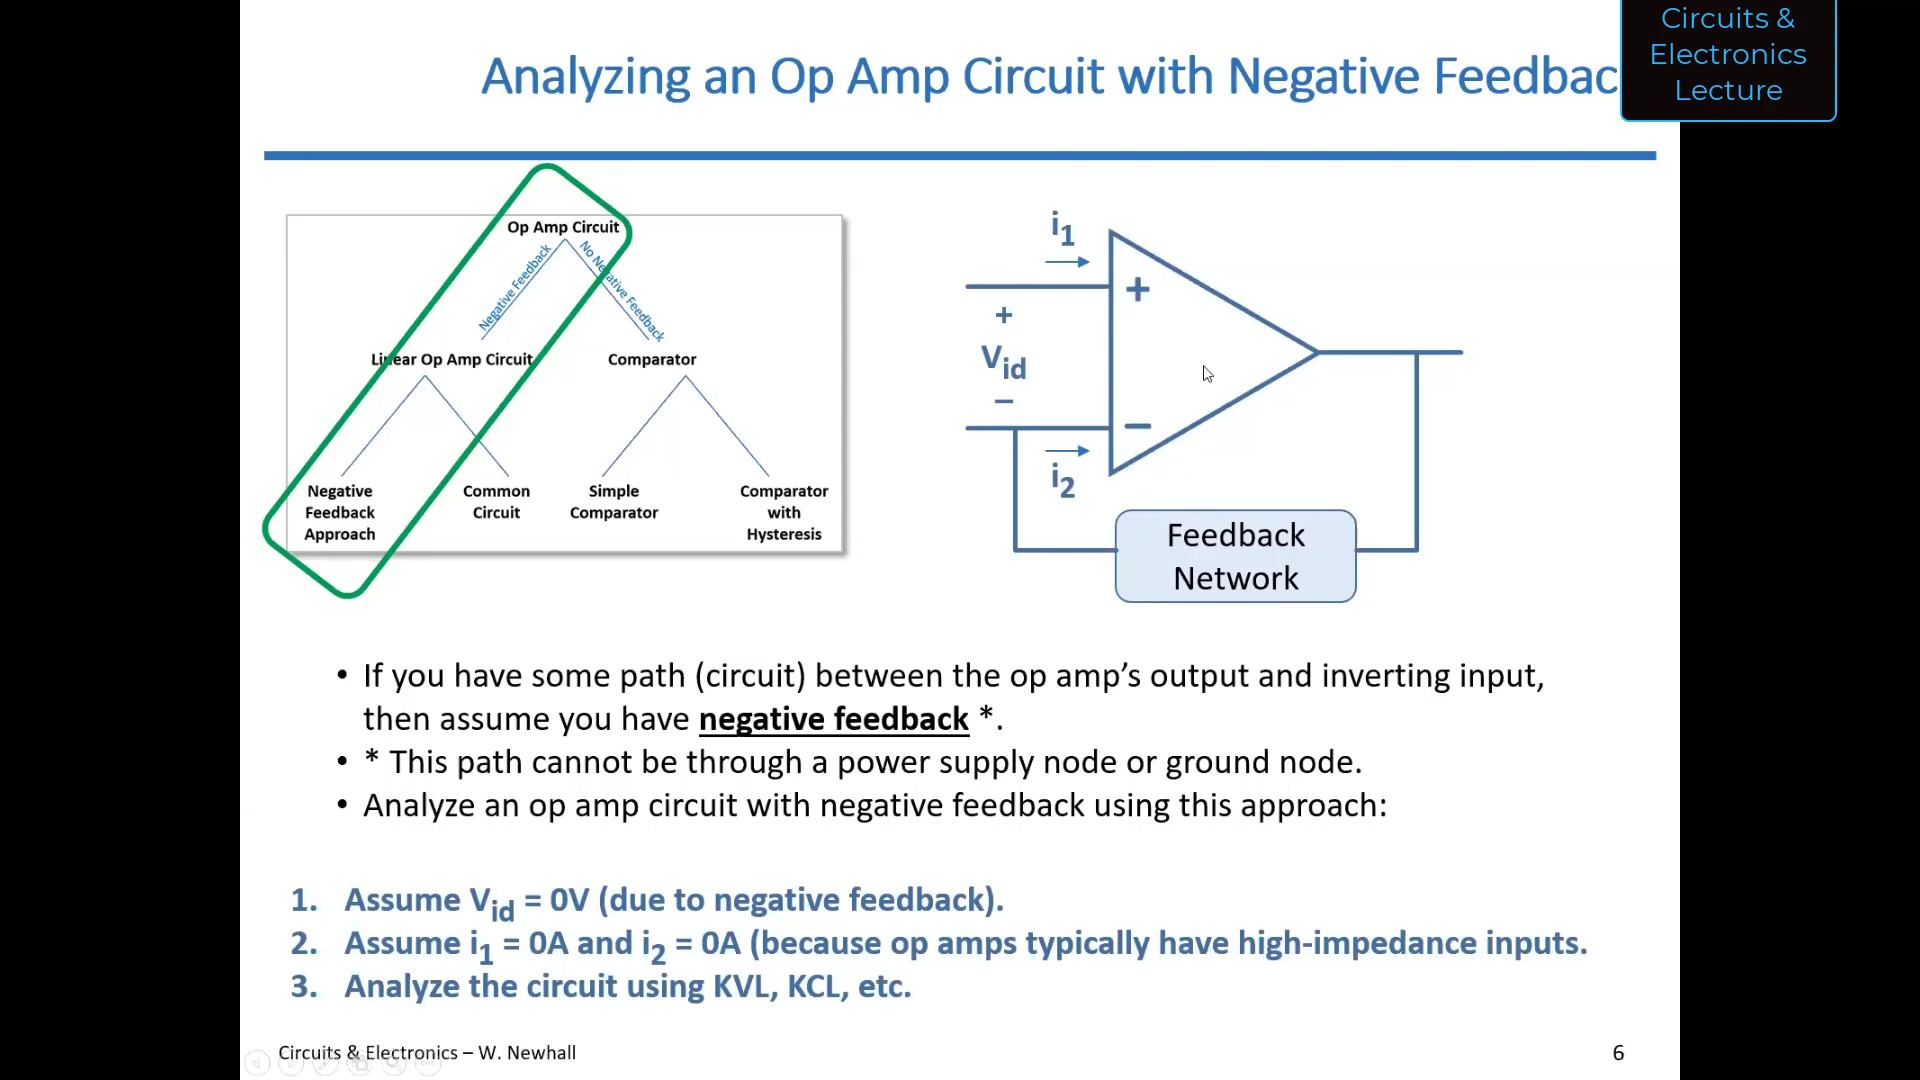 Circuits &
Electronics
Lecture
Analyzing an Op Amp Circuit with Negative Feedbac
Op Amp Circuit
Negative Feedback
No Negative Feedback
Linear Op Amp Circuit
Comparator
Negative
Feedback
Approach
Common
Circuit
Simple
Comparator
Comparator
with
Hysteresis
i1
+
+
Vid
−
−
i2
Feedback
Network
• If you have some path (circuit) between the op amp’s output and inverting input,
then assume you have negative feedback *.
• * This path cannot be through a power supply node or ground node.
• Analyze an op amp circuit with negative feedback using this approach:
1. Assume Vid = 0V (due to negative feedback).
2. Assume i1 = 0A and i2 = 0A (because op amps typically have high-impedance inputs.
3. Analyze the circuit using KVL, KCL, etc.
Circuits & Electronics – W. Newhall
6